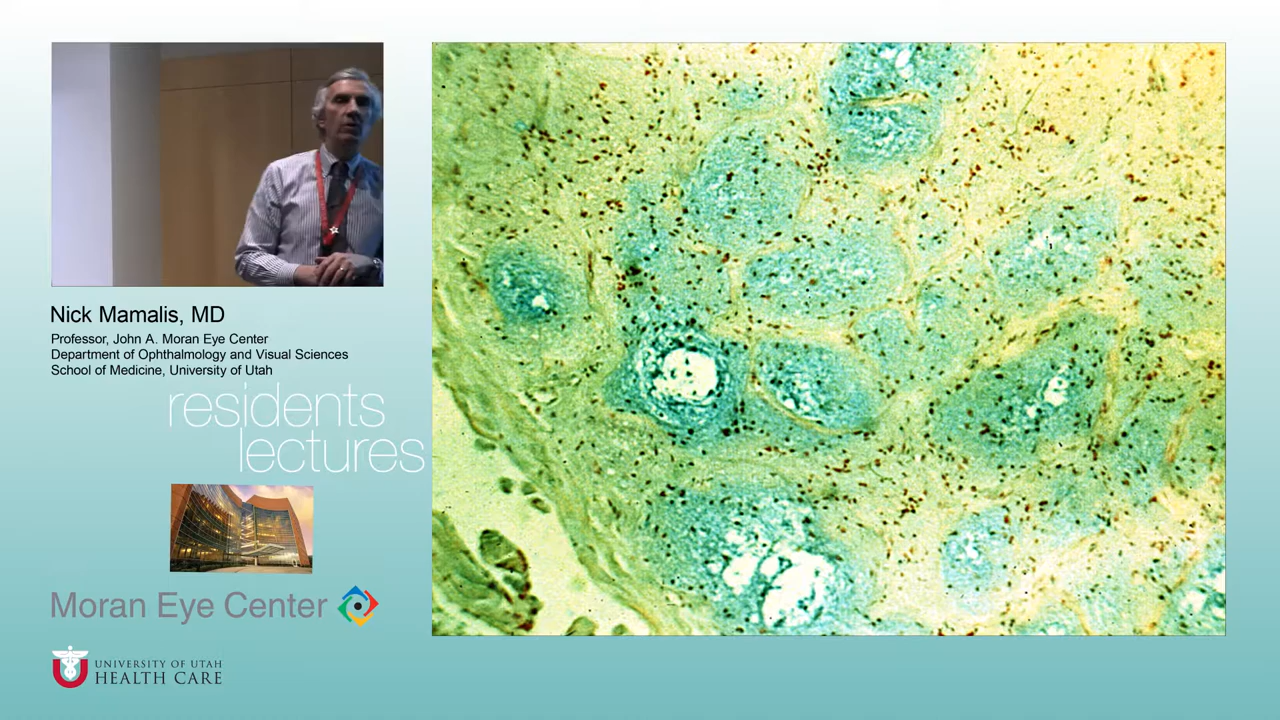 Nick Mamalis, MD
Professor, John A. Moran Eye Center
Department of Ophthalmology and Visual Sciences
School of Medicine, University of Utah
residents
lectures
Moran Eye Center
UNIVERSITY OF UTAH
HEALTH CARE